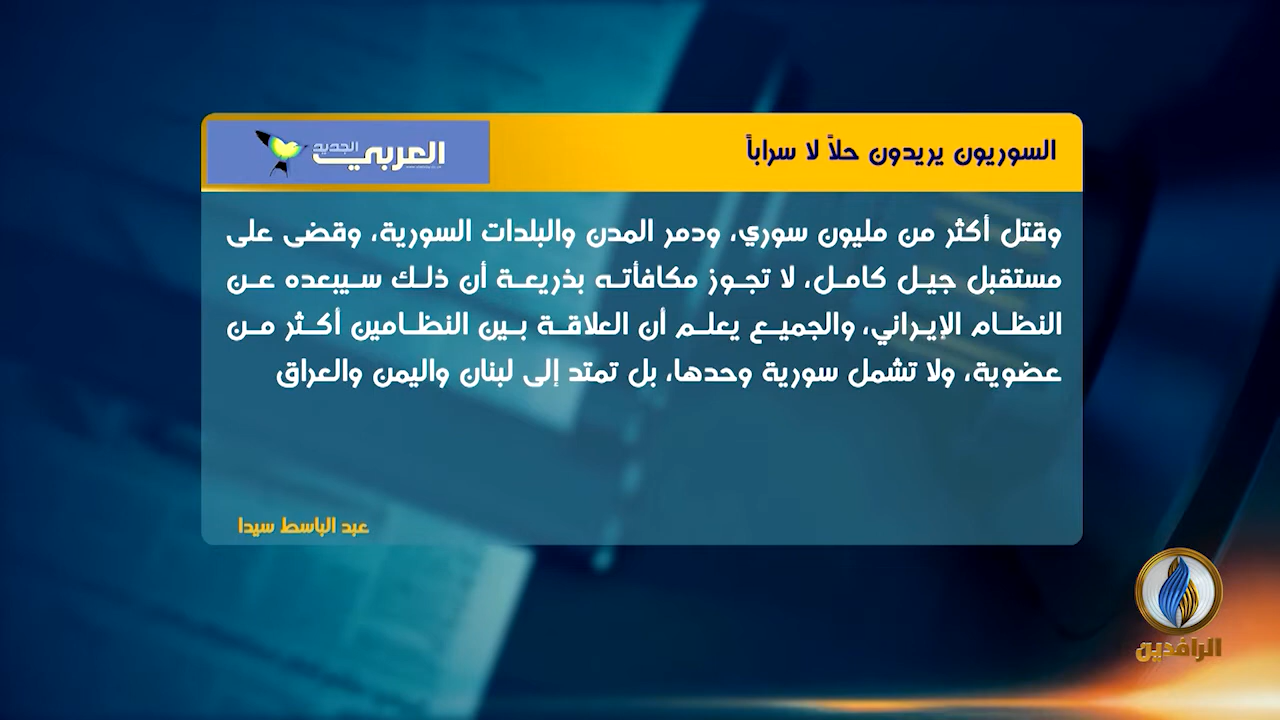 السوريون يريدون حلاً لا سراباً
العربي الجديد
وقتل أكثر من مليون سوري، ودمر المدن والبلدات السورية، وقضى على
مستقبل جيل كامل، لا تجوز مكافأته بذريعة أن ذلك سيبعده عن
النظام الإيراني، والجميع يعلم أن العلاقة بين النظامين أكثر من
عضوية، ولا تشمل سورية وحدها، بل تمتد إلى لبنان واليمن والعراق
عبد الباسط سيدا
الرافدين